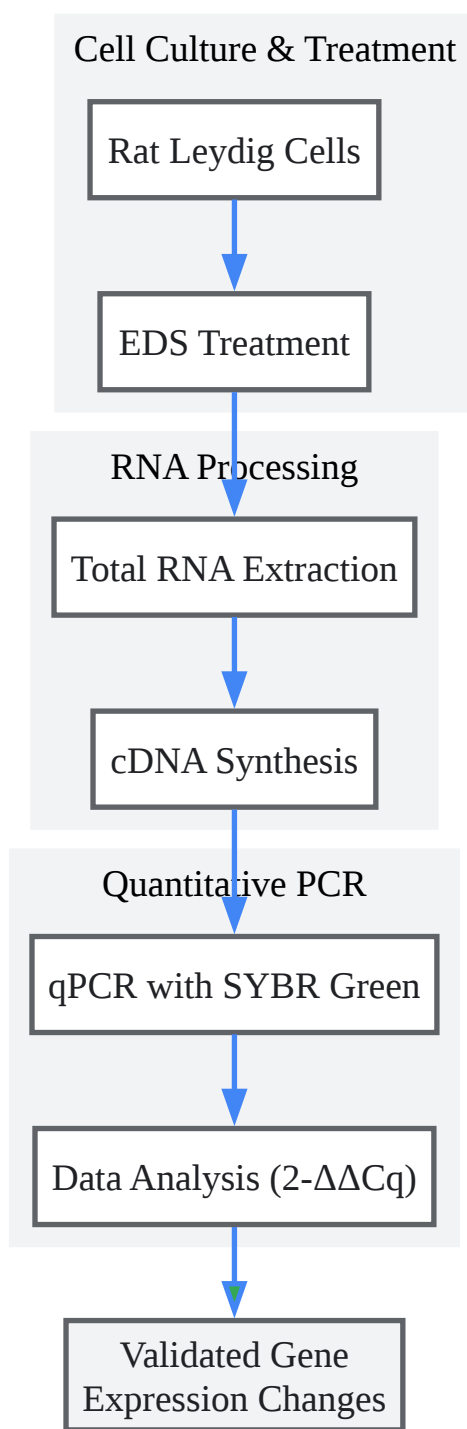 Cell Culture & Treatment
Rat Leydig Cells
EDS Treatment
RNA Processing
Total RNA Extraction
cDNA Synthesis
Quantitative PCR
qPCR with SYBR Green
Data Analysis (2-ΔΔCq)
Validated Gene
Expression Changes